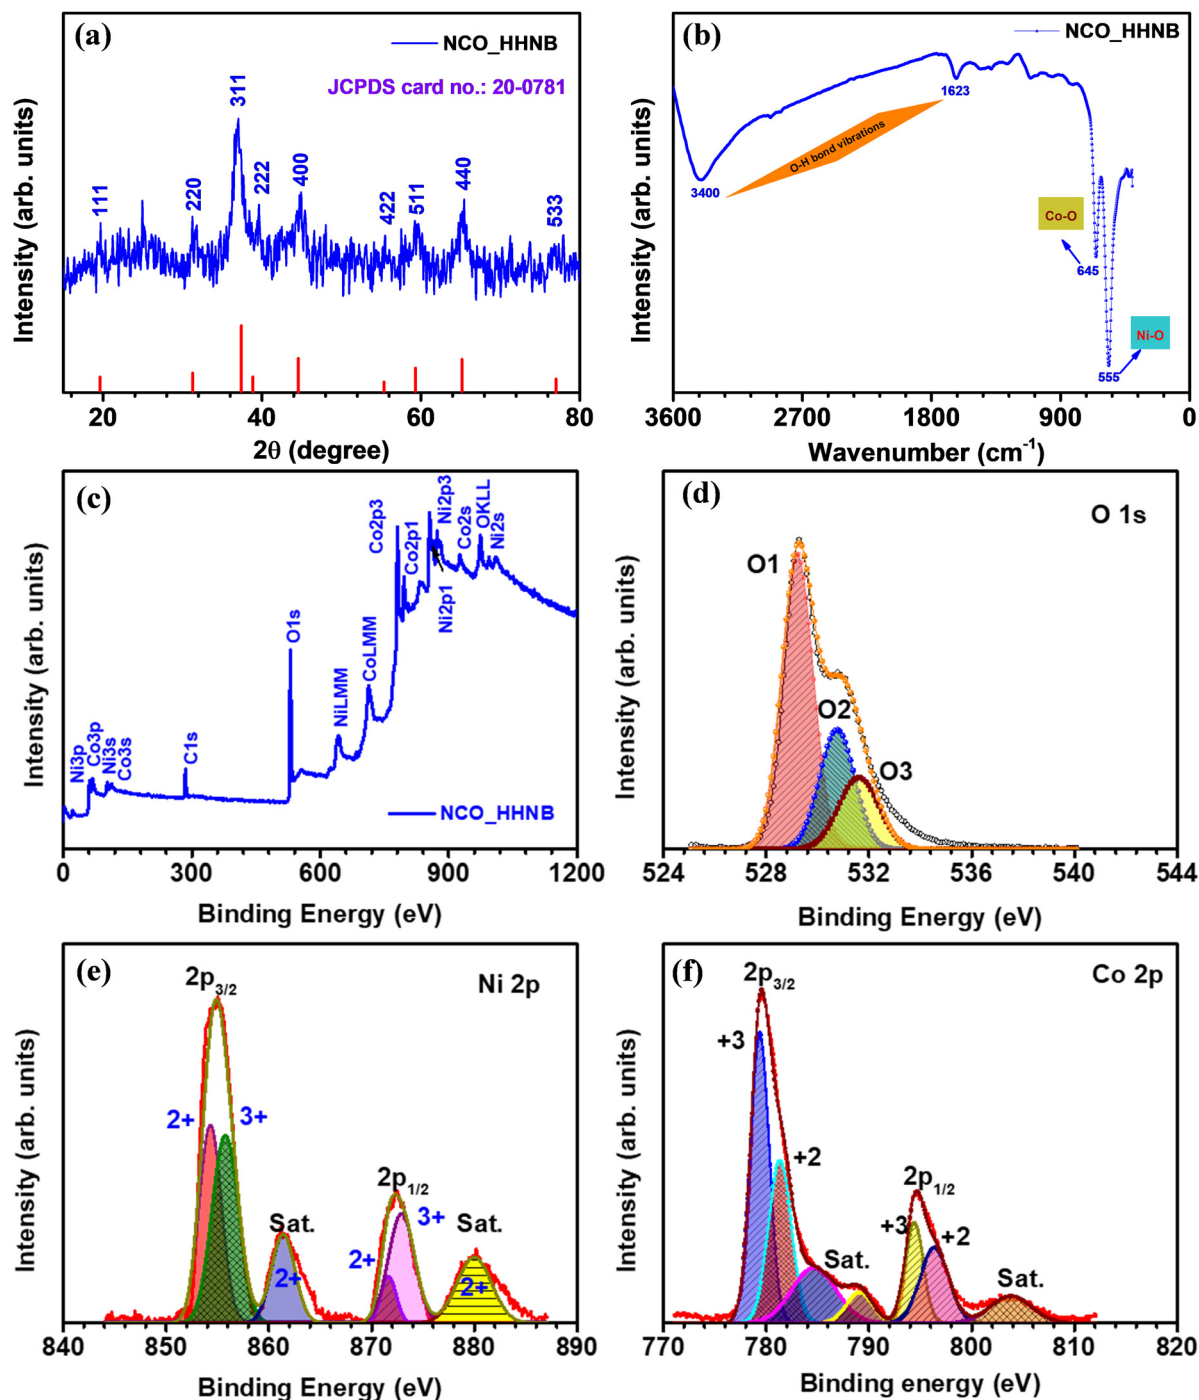 (a)
NCO_HHNB
JCPDS card no.: 20-0781
111
220
311
222
400
422
511
440
533
Intensity (arb. units)
20 40 60 80
2θ (degree)
(b)
NCO_HHNB
3400
O-H bond vibrations
1623
Co-O
645
Ni-O
555
Intensity (arb. units)
3600 2700 1800 900 0
Wavenumber (cm⁻¹)
(c)
Ni3p
Co3p
Ni3s
Co3s
C1s
O1s
NiLMM
CoLMM
Co2p3
Co2p1
Ni2p3
Ni2p1
Co2s
OKLL
Ni2s
NCO_HHNB
Intensity (arb. units)
0 300 600 900 1200
Binding Energy (eV)
(d)
O 1s
O1
O2
O3
Intensity (arb. units)
524 528 532 536 540 544
Binding Energy (eV)
(e)
Ni 2p
2p3/2
2+
3+
Sat.
2+
2p1/2
2+
3+
Sat.
2+
Intensity (arb. units)
840 850 860 870 880 890
Binding Energy (eV)
(f)
Co 2p
2p3/2
+3
+2
Sat.
2p1/2
+3
+2
Sat.
Intensity (arb. units)
770 780 790 800 810 820
Binding energy (eV)